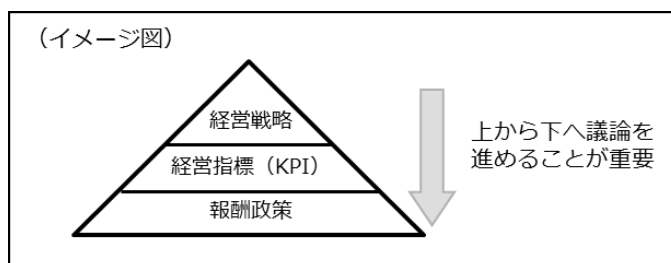 （イメージ図）
経営戦略
経営指標（KPI）
報酬政策
上から下へ議論を
進めることが重要